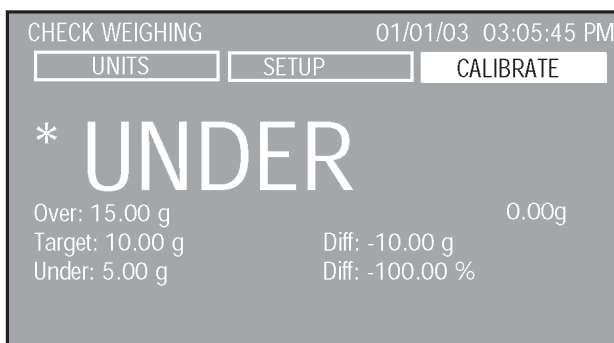 CHECK WEIGHING 01/01/03 03:05:45 PM
UNITS SETUP CALIBRATE
* UNDER
Over: 15.00 g 0.00g
Target: 10.00 g Diff: -10.00 g
Under: 5.00 g Diff: -100.00 %